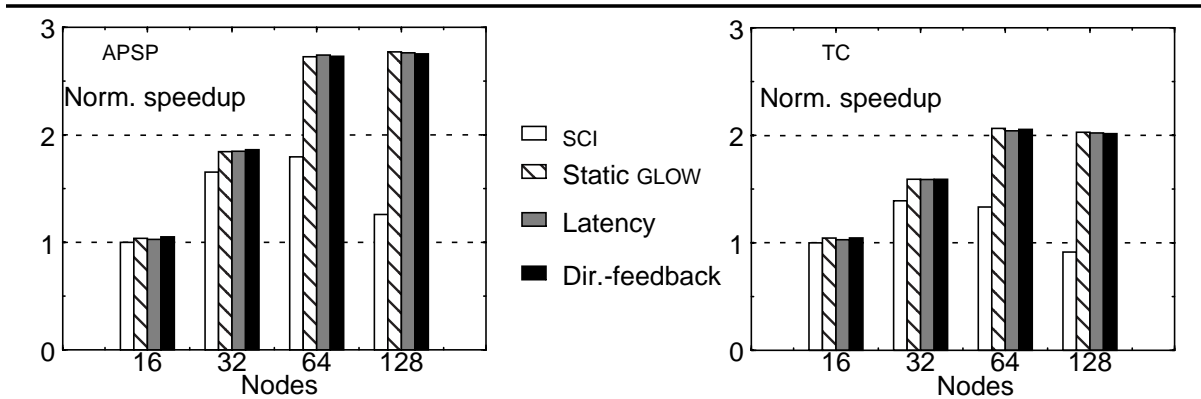 3
APSP
Norm. speedup
2
1
0
16 32 64 128
Nodes
SCI
Static GLOW
Latency
Dir.-feedback
3
TC
Norm. speedup
2
1
0
16 32 64 128
Nodes